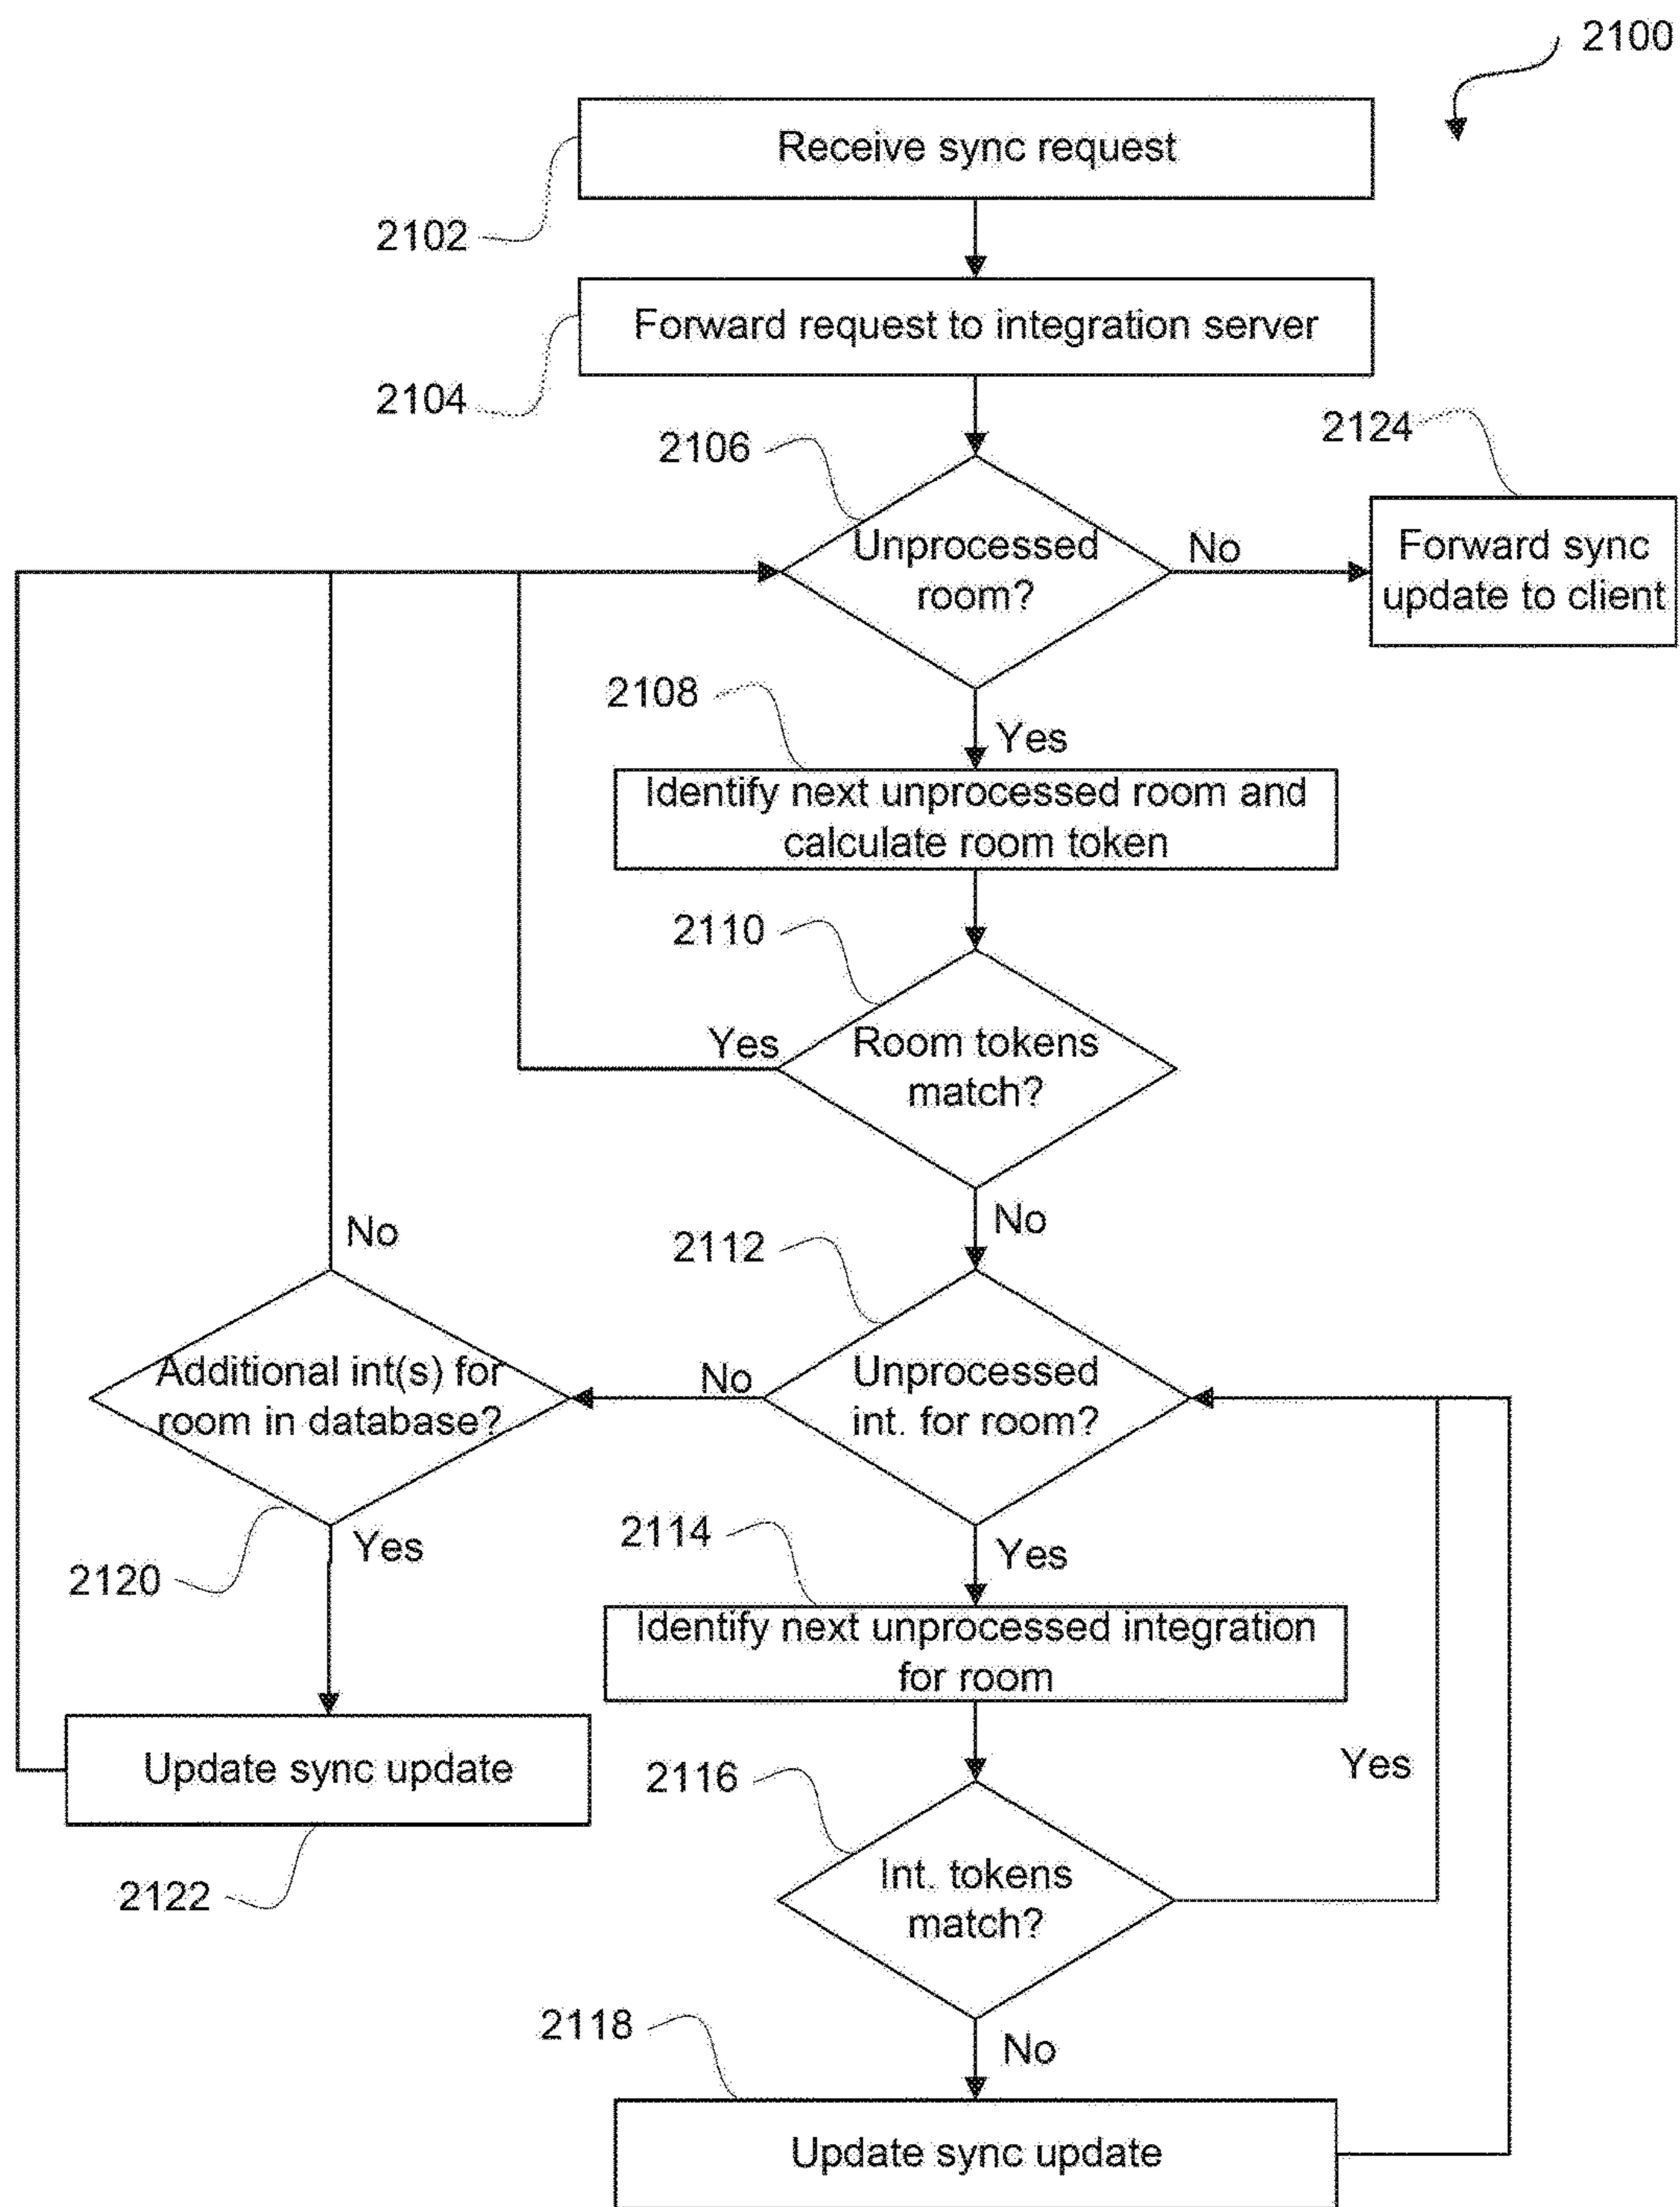 2100
Receive sync request
2102
Forward request to integration server
2104
2106
2124
Unprocessed
room?
No
Forward sync
update to client
2108
Yes
Identify next unprocessed room and
calculate room token
2110
Yes
Room tokens
match?
No
No
2112
Additional int(s) for
room in database?
No
Unprocessed
int. for room?
2120
Yes
2114
Yes
Identify next unprocessed integration
for room
Update sync update
2122
2116
Yes
Int. tokens
match?
2118
No
Update sync update